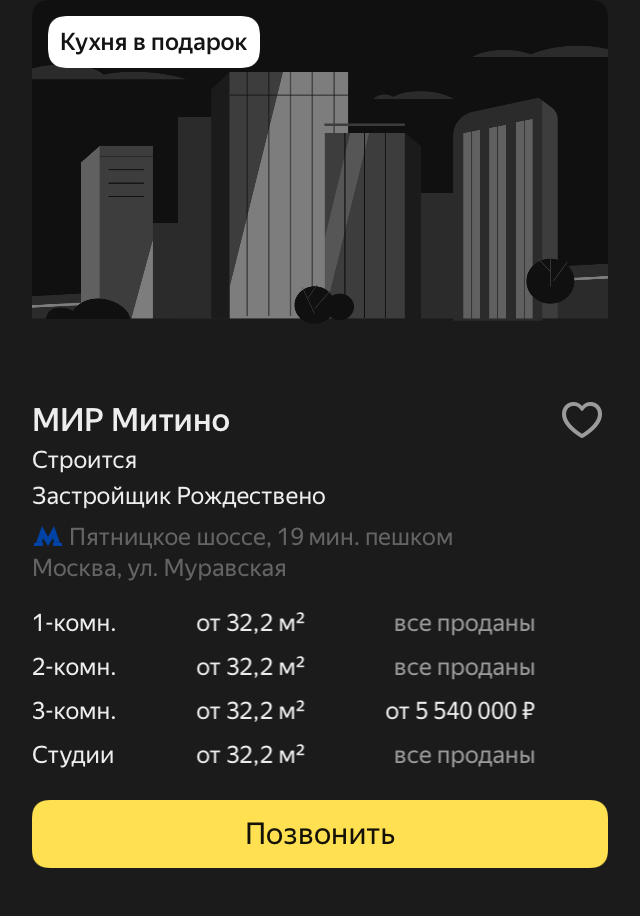 Кухня в подарок
МИР Митино
Строится
Застройщик Рождествено
Пятницкое шоссе, 19 мин. пешком
Москва, ул. Муравская
1-комн. от 32,2 м² все проданы
2-комн. от 32,2 м² все проданы
3-комн. от 32,2 м² от 5 540 000 ₽
Студии от 32,2 м² все проданы
Позвонить